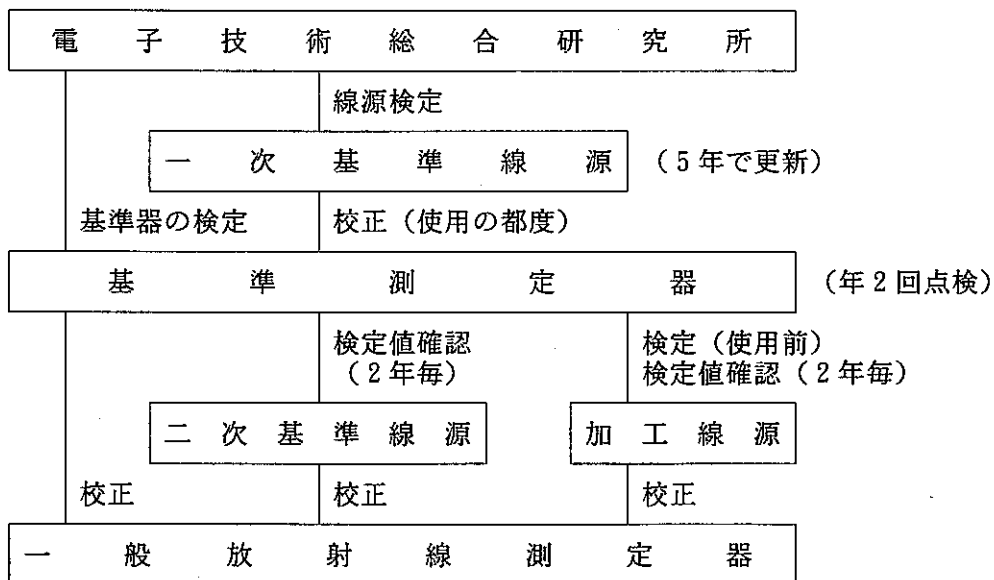 電子技術総合研究所
線源検定
一次基準線源 (5年で更新)
基準器の検定 校正(使用の都度)
基準測定器 (年2回点検)
検定値確認 検定(使用前)
(2年毎) 検定値確認(2年毎)
二次基準線源 加工線源
校正 校正 校正
一般放射線測定器